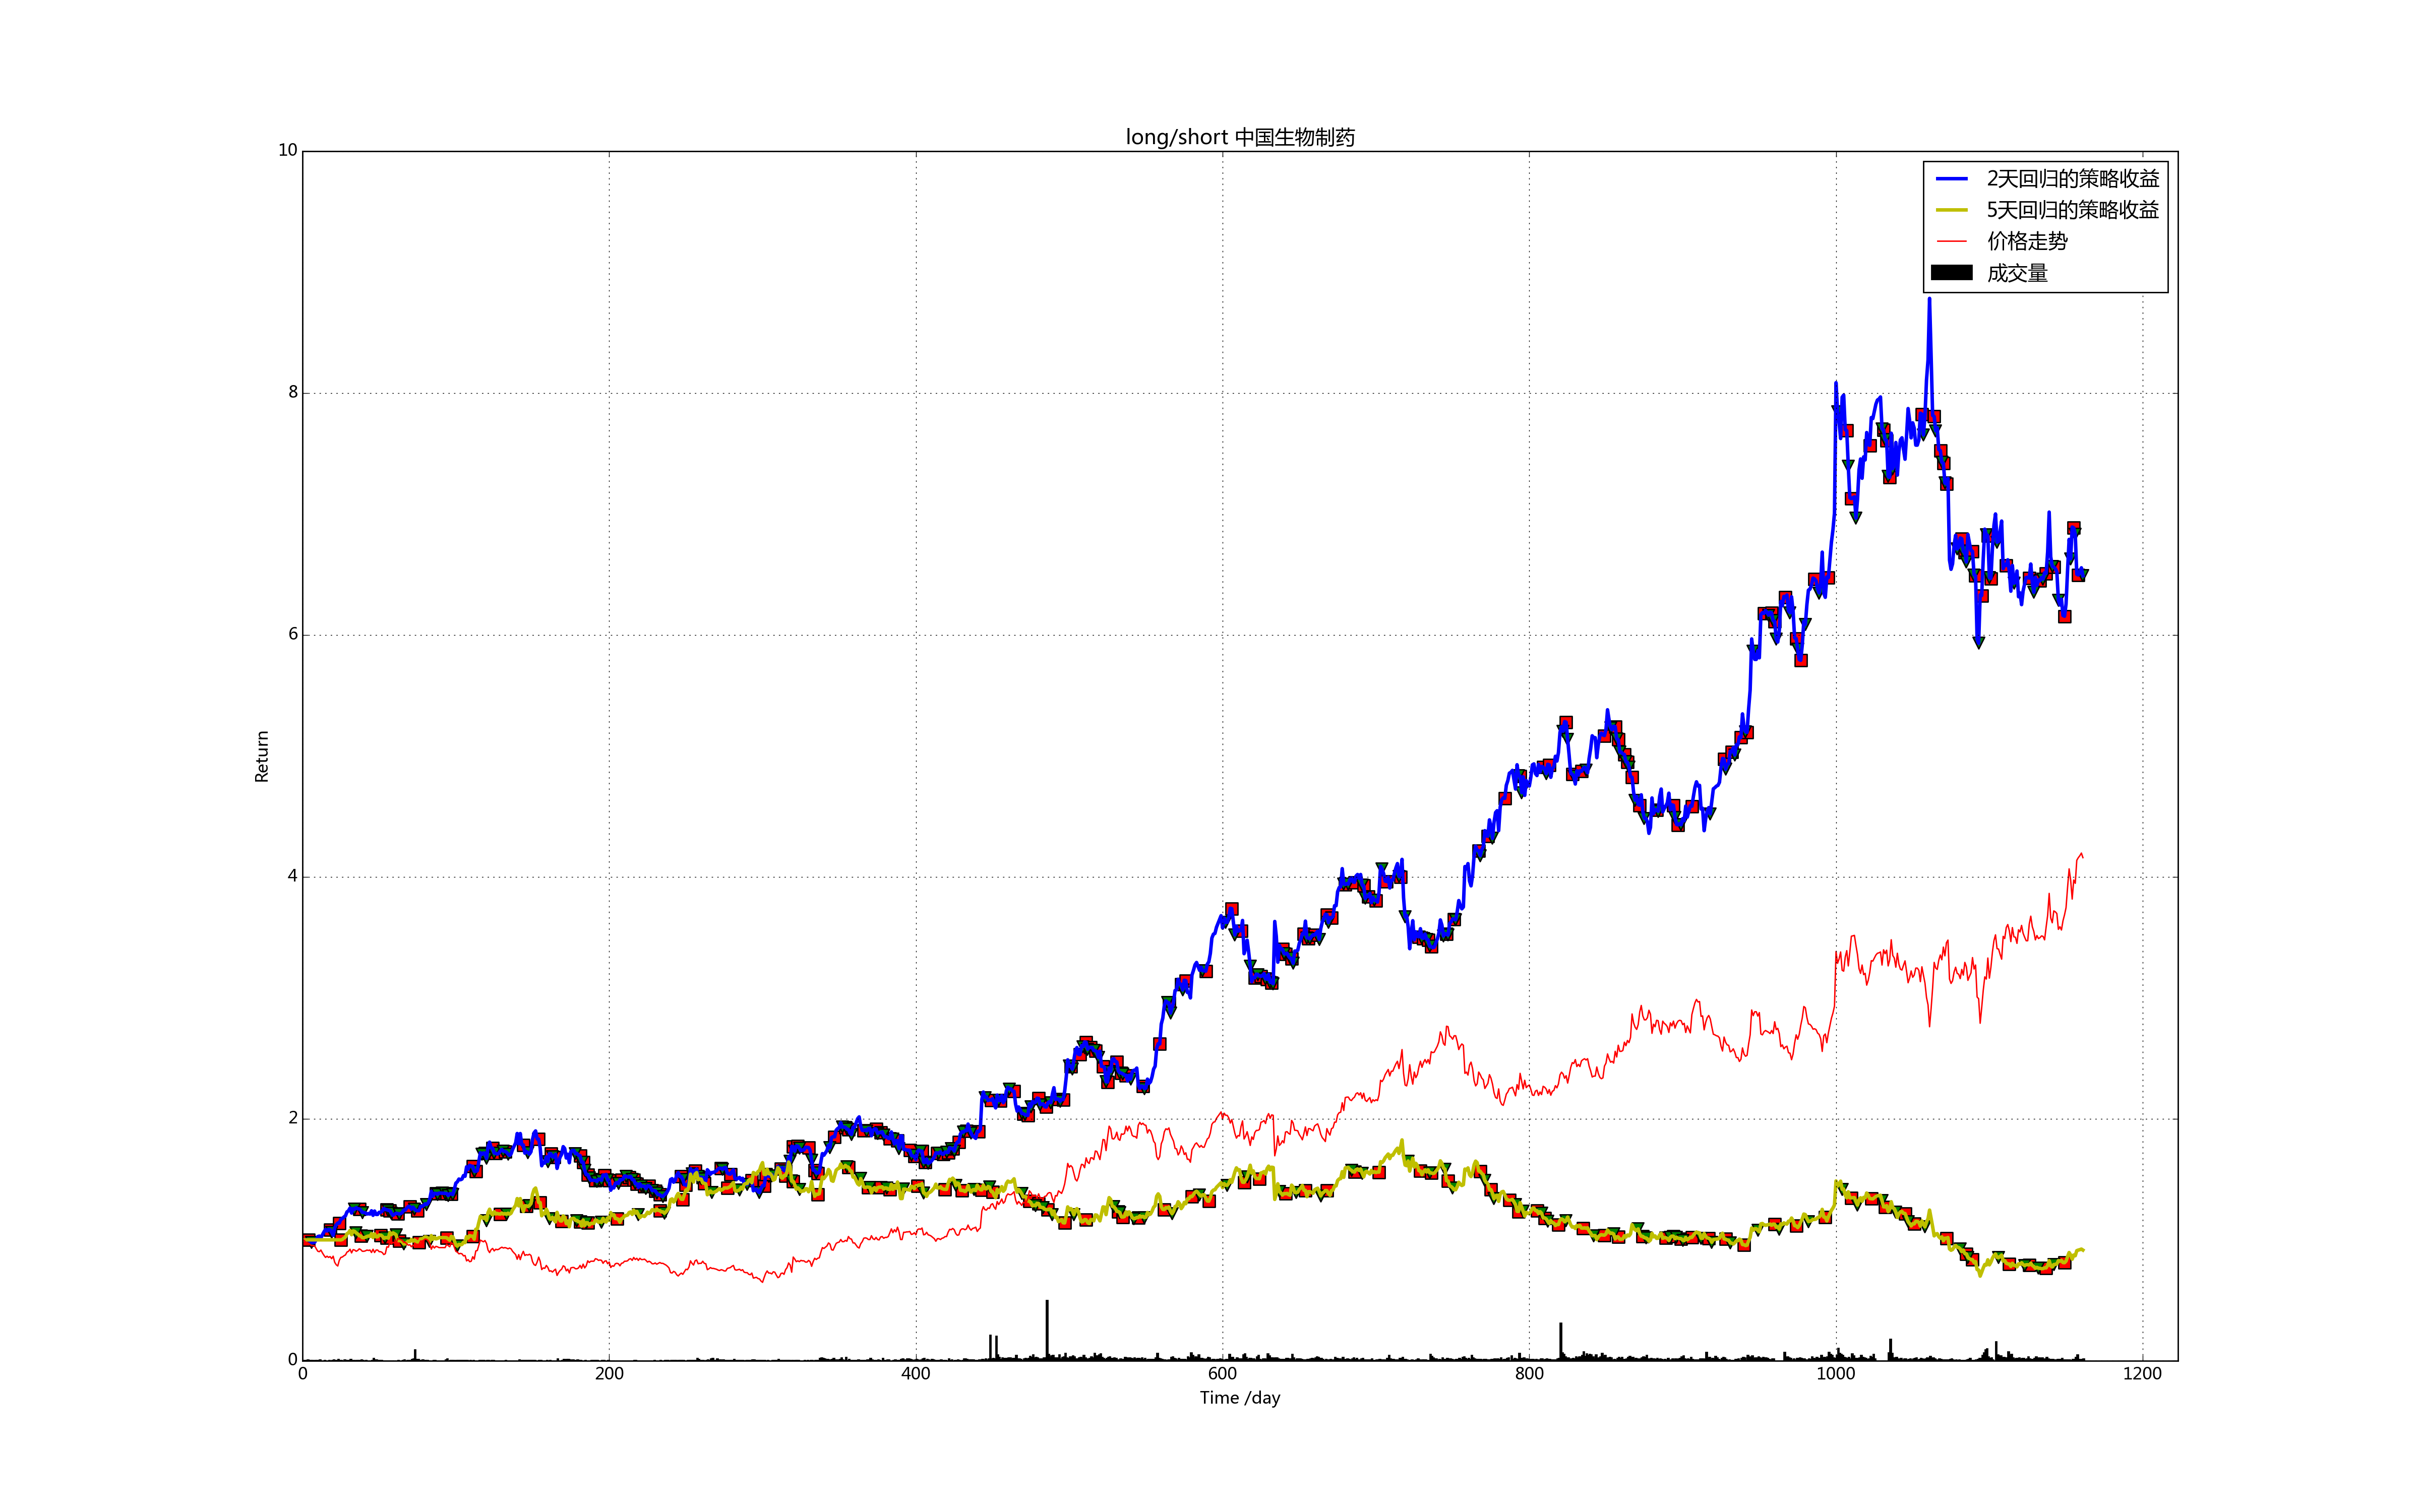 long/short 中国生物制药
10
8
6
4
2
0
Return
2天回归的策略收益
5天回归的策略收益
价格走势
成交量
0 200 400 600 800 1000 1200
Time /day